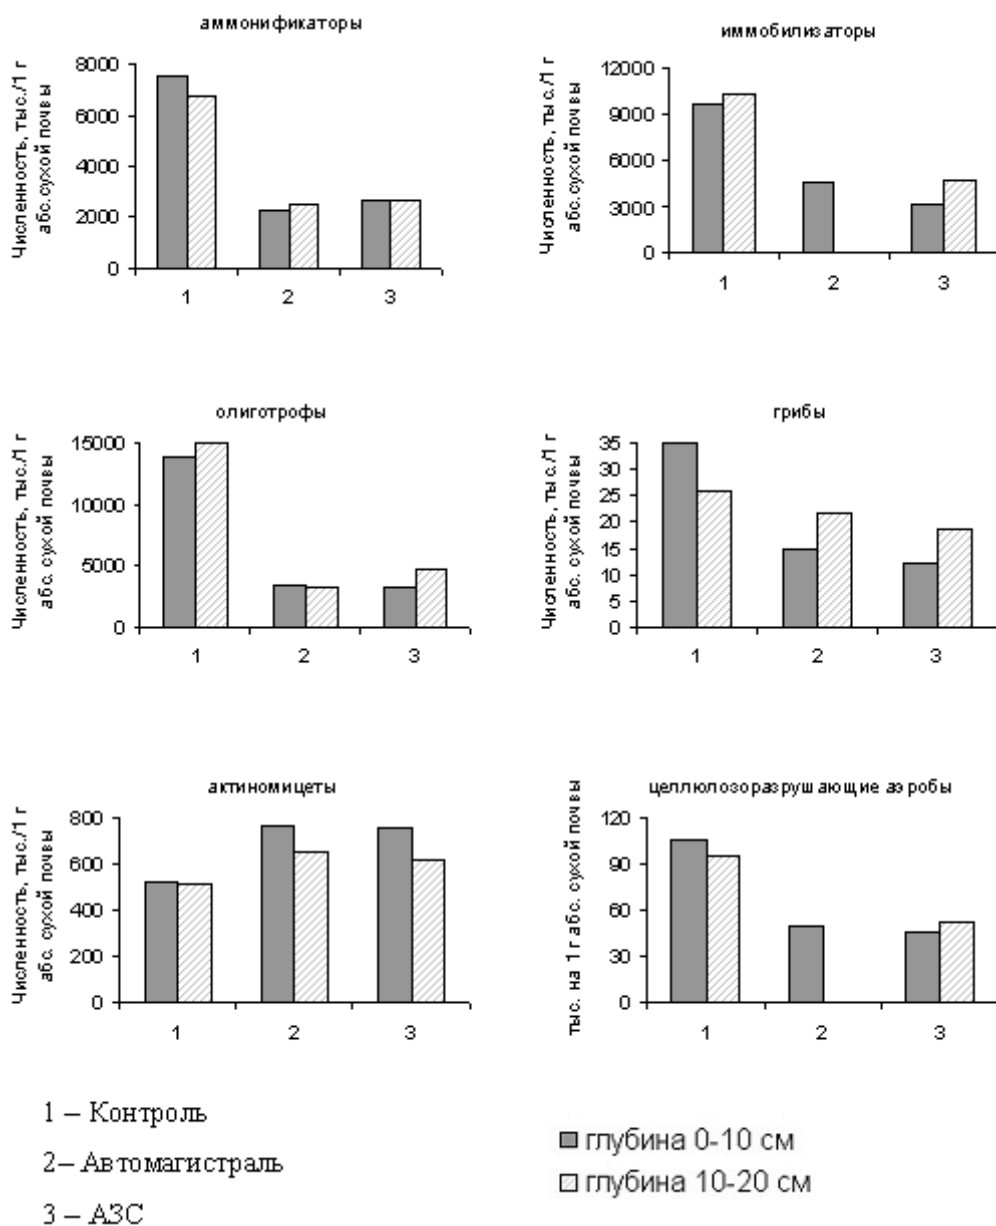 аммонификаторы
Численность, тыс./1 г
абс.сухой почвы
8000
6000
4000
2000
0
1 2 3
иммобилизаторы
Численность, тыс./1 г
абс.сухой почвы
12000
9000
6000
3000
0
1 2 3
олиготрофы
Численность, тыс./1 г
абс. сухой почвы
15000
10000
5000
0
1 2 3
грибы
Численность, тыс./1 г
абс. сухой почвы
35
30
25
20
15
10
5
0
1 2 3
актиномицеты
Численность, тыс./1 г
абс. сухой почвы
800
600
400
200
0
1 2 3
целлюлозоразрушающие аэробы
тыс. на 1 г абс. сухой почвы
120
90
60
30
0
1 2 3
1 – Контроль
2– Автомагистраль
3 – АЗС
глубина 0-10 см
глубина 10-20 см